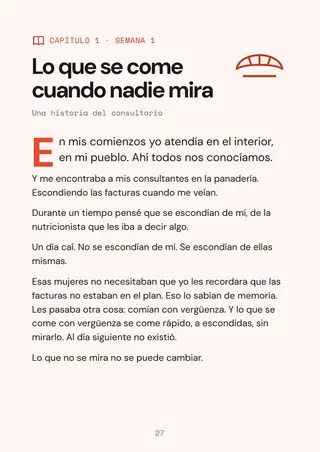 CAPÍTULO 1 · SEMANA 1
Lo que se come
cuando nadie mira
Una historia del consultorio
En mis comienzos yo atendía en el interior,
en mi pueblo. Ahí todos nos conocíamos.
Y me encontraba a mis consultantes en la panadería.
Escondiendo las facturas cuando me veían.
Durante un tiempo pensé que se escondían de mí, de la
nutricionista que les iba a decir algo.
Un día caí. No se escondían de mí. Se escondían de ellas
mismas.
Esas mujeres no necesitaban que yo les recordara que las
facturas no estaban en el plan. Eso lo sabían de memoria.
Les pasaba otra cosa: comían con vergüenza. Y lo que se
come con vergüenza se come rápido, a escondidas, sin
mirarlo. Al día siguiente no existió.
Lo que no se mira no se puede cambiar.
27